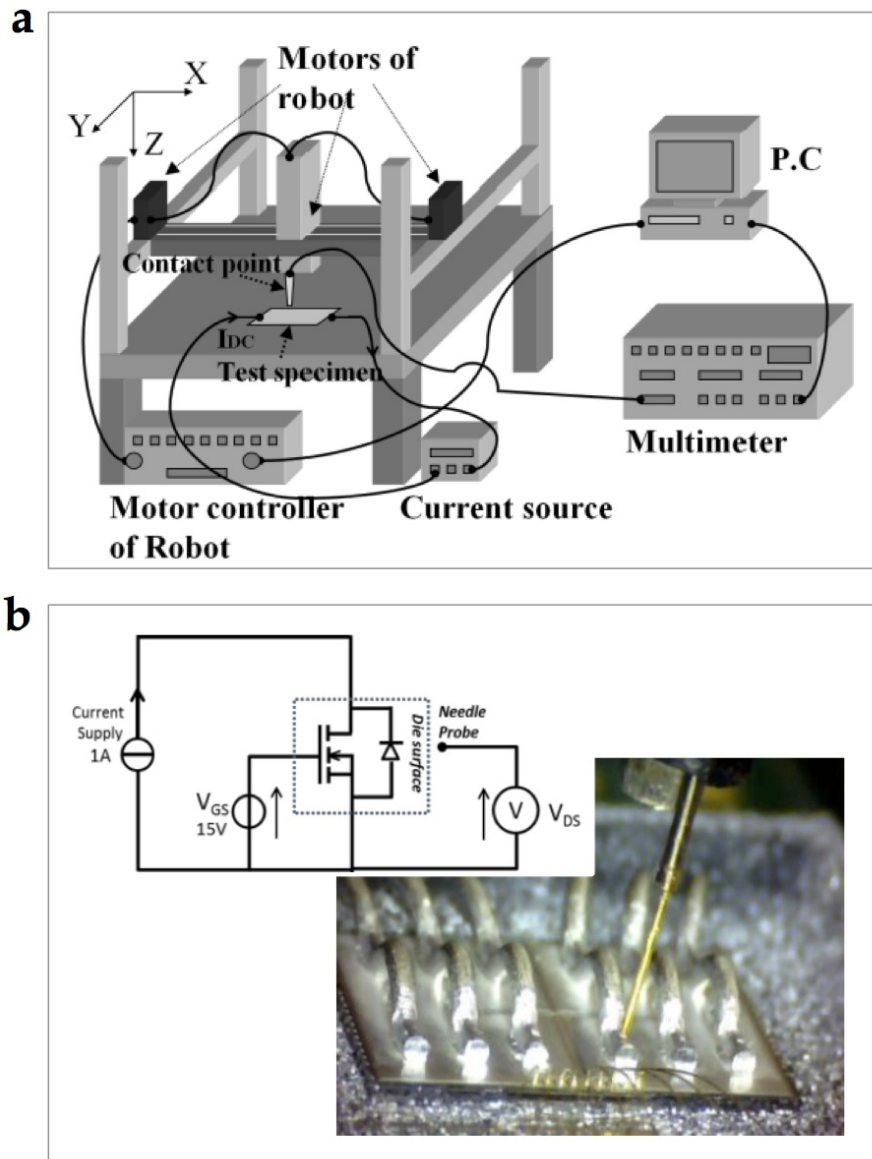 a
Motors of
robot
X
Y
Z
P.C
Contact point
IDC
Test specimen
Multimeter
Motor controller
of Robot
Current source
b
Current
Supply
1A
VGS
15V
Die surface
Needle
Probe
V
VDS